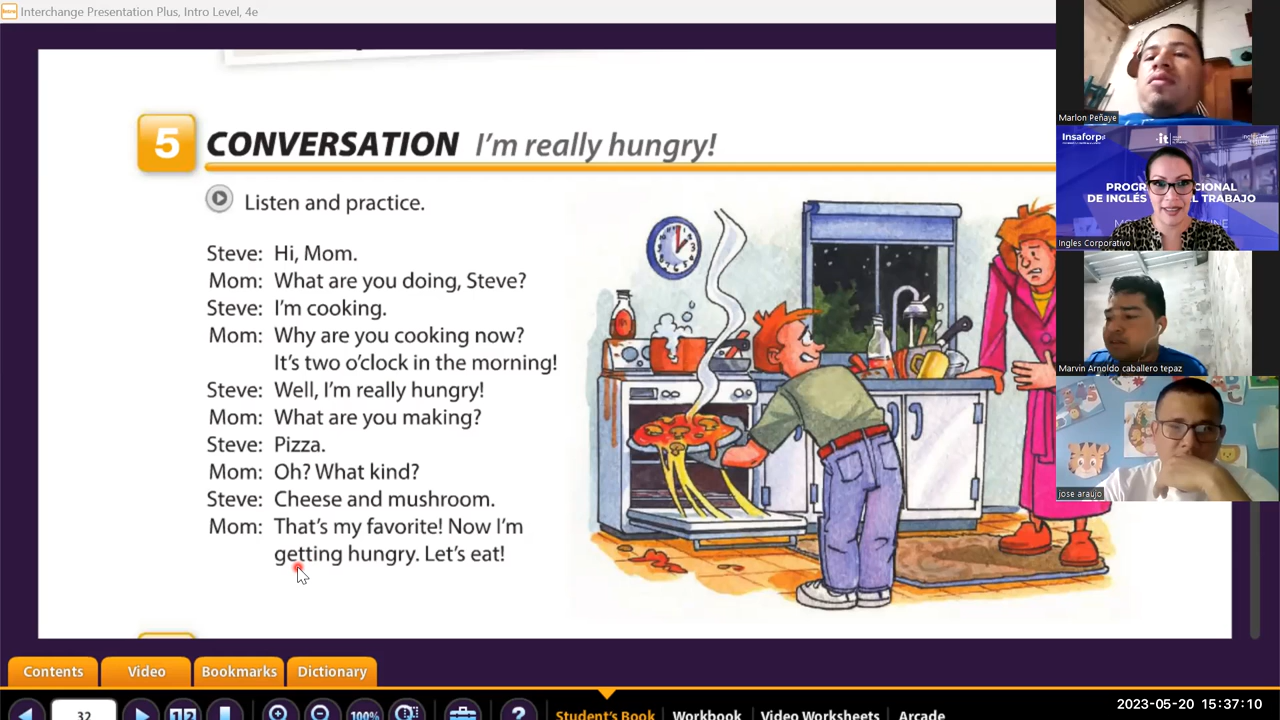 Interchange Presentation Plus, Intro Level, 4e
5 CONVERSATION I'm really hungry!
Listen and practice.
Steve: Hi, Mom.
Mom: What are you doing, Steve?
Steve: I'm cooking.
Mom: Why are you cooking now?
It's two o'clock in the morning!
Steve: Well, I'm really hungry!
Mom: What are you making?
Steve: Pizza.
Mom: Oh? What kind?
Steve: Cheese and mushroom.
Mom: That's my favorite! Now I'm
getting hungry. Let's eat!
Marlon Peñaye
Insaforp
PROGR CIONAL
DE INGLÉS EL TRABAJO
Ingles Corporativo
Marvin Arnoldo caballero tepaz
jose araujo
Contents
Video
Bookmarks
Dictionary
32
100%
Student's Book
Workbook
Video Worksheets
Arcade
2023-05-20 15:37:10